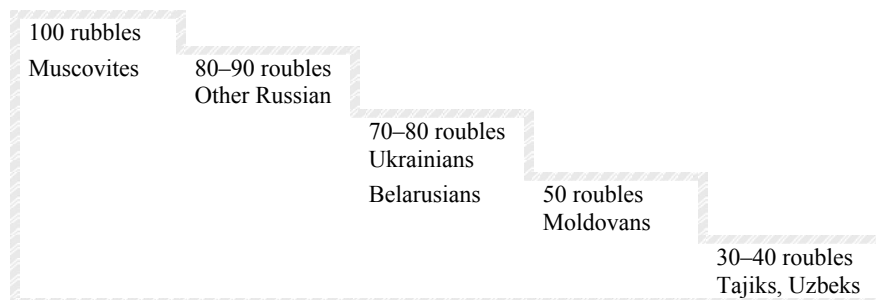 100 rubbles
Muscovites
80–90 roubles
Other Russian
70–80 roubles
Ukrainians
Belarusians
50 roubles
Moldovans
30–40 roubles
Tajiks, Uzbeks